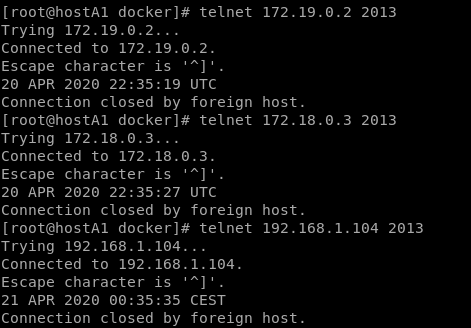 [root@hostA1 docker]# telnet 172.19.0.2 2013
Trying 172.19.0.2...
Connected to 172.19.0.2.
Escape character is '^]'.
20 APR 2020 22:35:19 UTC
Connection closed by foreign host.
[root@hostA1 docker]# telnet 172.18.0.3 2013
Trying 172.18.0.3...
Connected to 172.18.0.3.
Escape character is '^]'.
20 APR 2020 22:35:27 UTC
Connection closed by foreign host.
[root@hostA1 docker]# telnet 192.168.1.104 2013
Trying 192.168.1.104...
Connected to 192.168.1.104.
Escape character is '^]'.
21 APR 2020 00:35:35 CEST
Connection closed by foreign host.